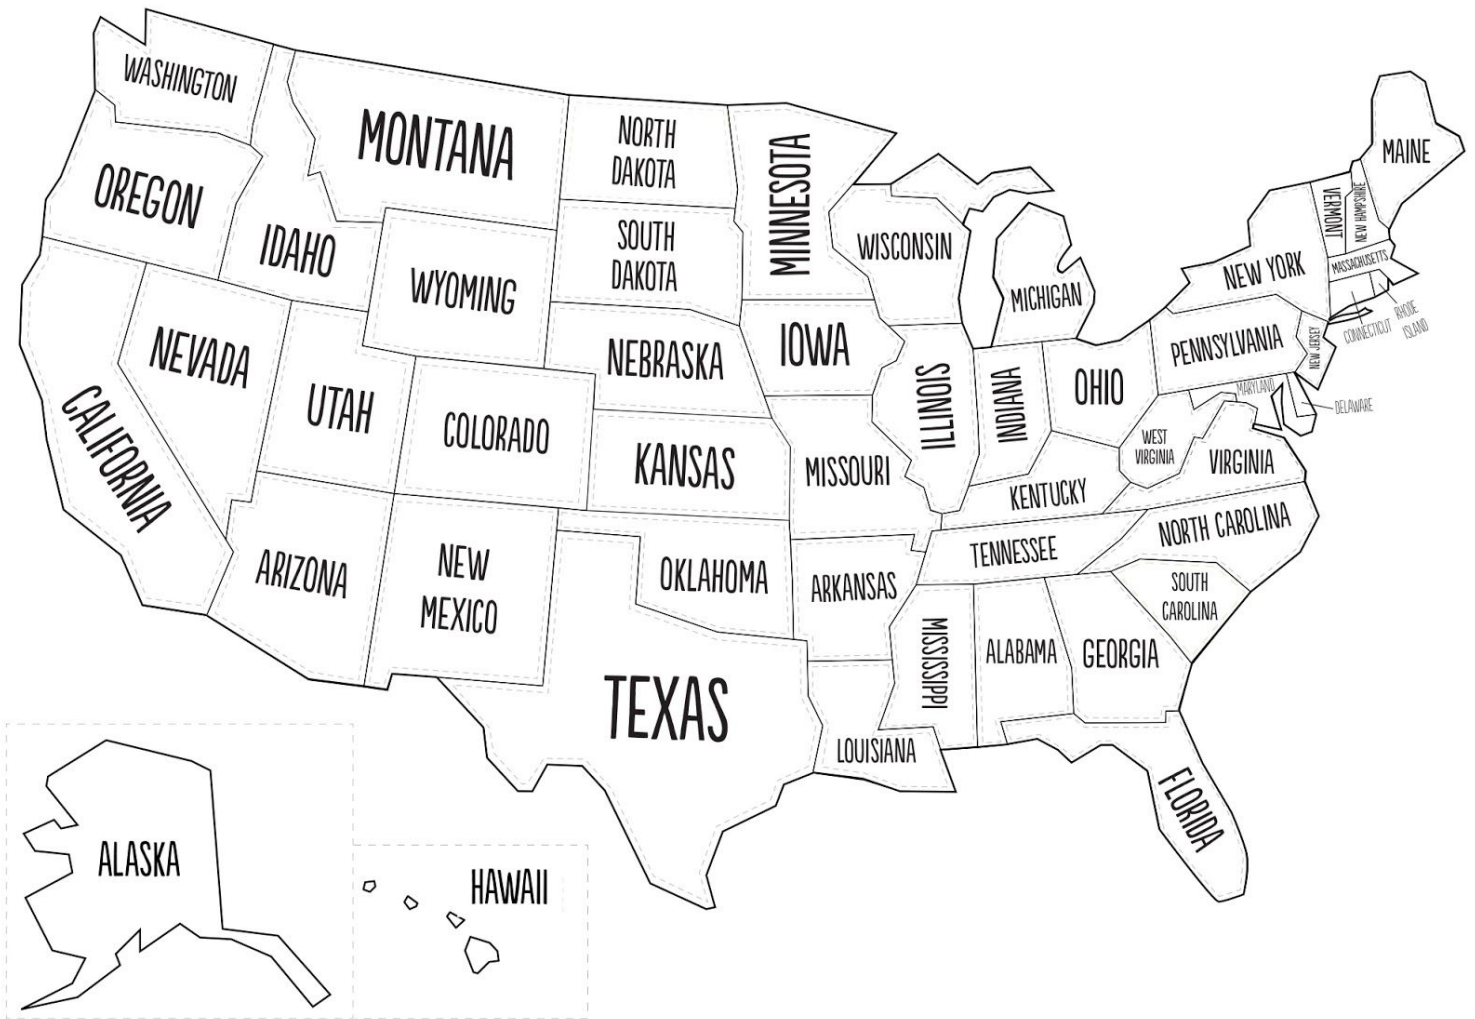 WASHINGTON
MONTANA
NORTH
DAKOTA
MINNESOTA
MAINE
OREGON
IDAHO
WYOMING
SOUTH
DAKOTA
WISCONSIN
MICHIGAN
NEW YORK
VERMONT
NEW HAMPSHIRE
MASSACHUSETTS
CONNECTICUT
RHODE
ISLAND
NEVADA
UTAH
COLORADO
NEBRASKA
IOWA
ILLINOIS
INDIANA
OHIO
PENNSYLVANIA
NEW JERSEY
MARYLAND
DELAWARE
CALIFORNIA
KANSAS
MISSOURI
KENTUCKY
WEST
VIRGINIA
VIRGINIA
ARIZONA
NEW
MEXICO
OKLAHOMA
ARKANSAS
TENNESSEE
NORTH CAROLINA
SOUTH
CAROLINA
TEXAS
LOUISIANA
MISSISSIPPI
ALABAMA
GEORGIA
FLORIDA
ALASKA
HAWAII